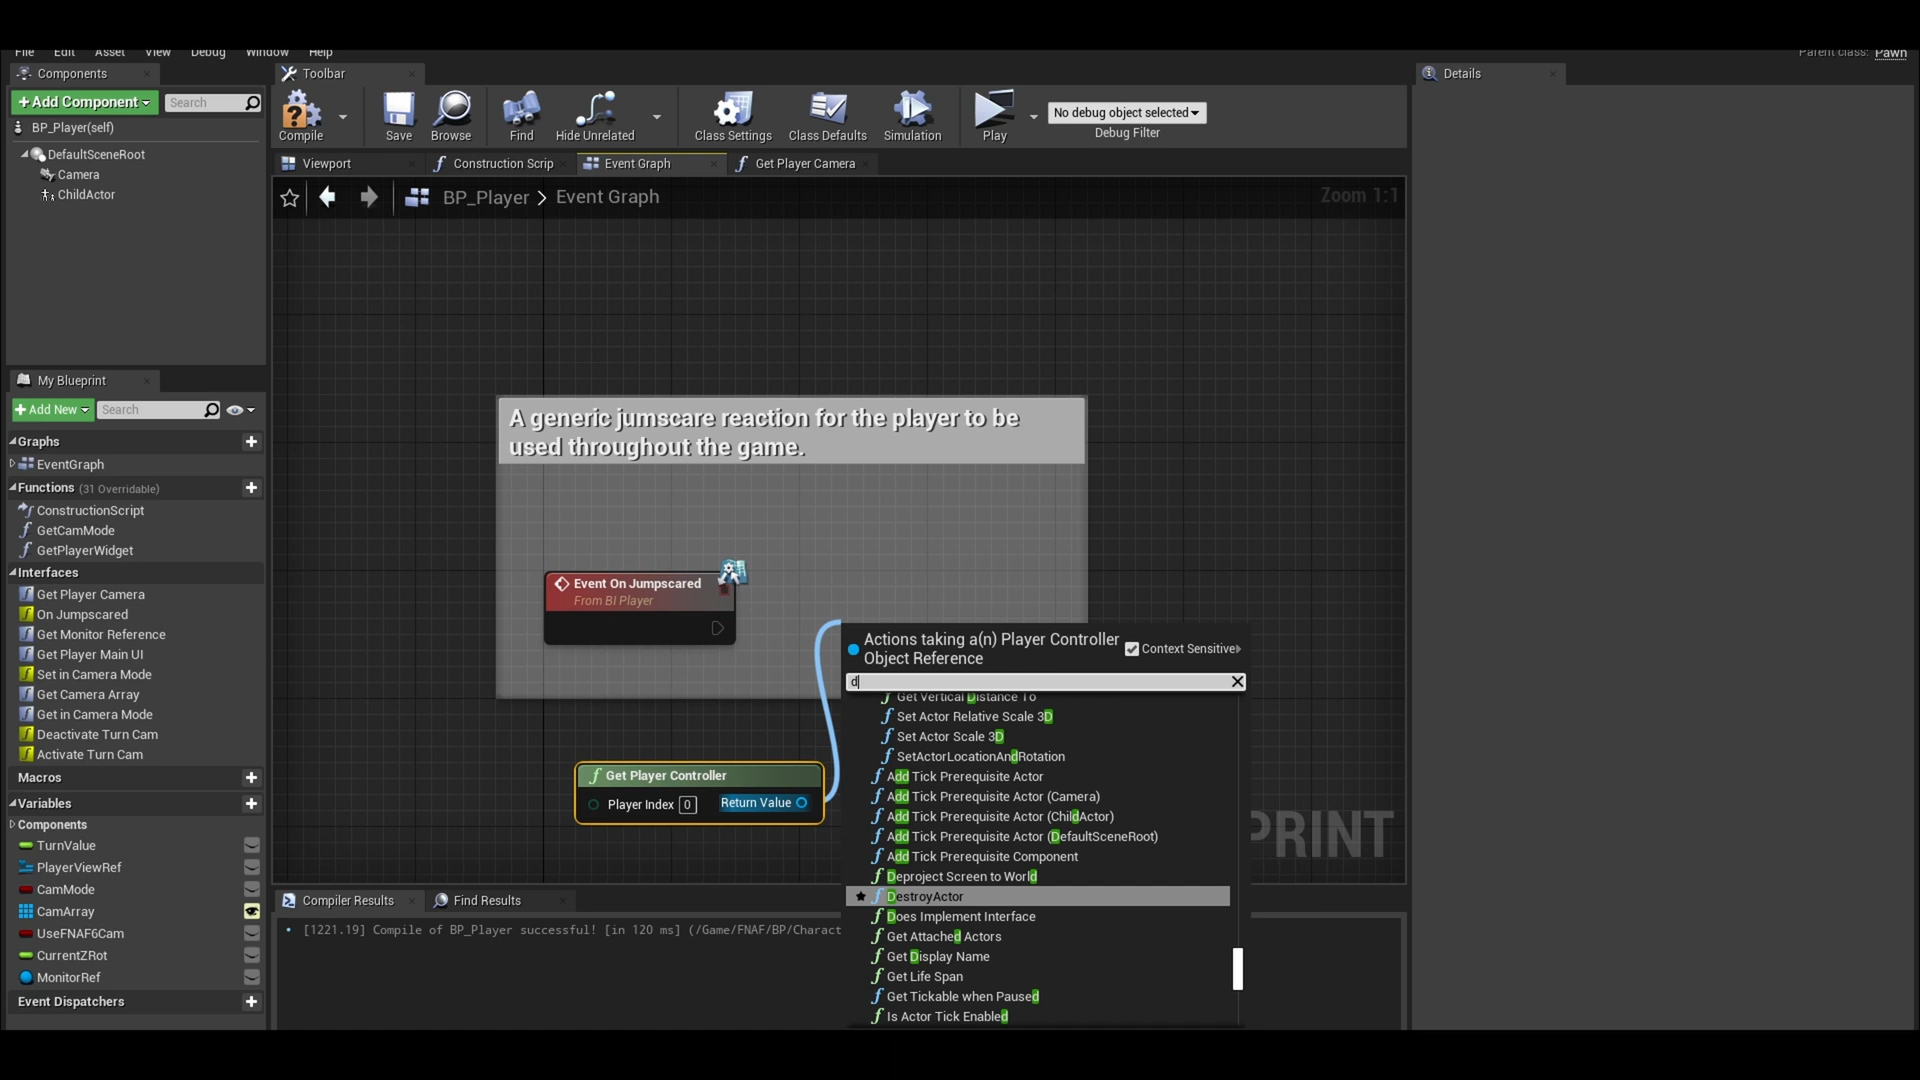 File Edit Asset View Debug Window Help
Parent class: Pawn
Components
Toolbar
Details
+Add Component
Search
BP_Player(self)
DefaultSceneRoot
Camera
ChildActor
Compile
Save
Browse
Find
Hide Unrelated
Class Settings
Class Defaults
Simulation
Play
No debug object selected
Debug Filter
Viewport
Construction Scrip
Event Graph
Get Player Camera
BP_Player > Event Graph
Zoom 1:1
My Blueprint
+Add New
Search
Graphs
EventGraph
Functions (31 Overridable)
ConstructionScript
GetCamMode
GetPlayerWidget
Interfaces
Get Player Camera
On Jumpscared
Get Monitor Reference
Get Player Main UI
Set in Camera Mode
Get Camera Array
Get in Camera Mode
Deactivate Turn Cam
Activate Turn Cam
Macros
Variables
Components
TurnValue
PlayerViewRef
CamMode
CamArray
UseFNAF6Cam
CurrentZRot
MonitorRef
Event Dispatchers
A generic jumscare reaction for the player to be
used throughout the game.
Event On Jumpscared
From BI Player
Get Player Controller
Player Index 0
Return Value
Actions taking a(n) Player Controller
Object Reference
Context Sensitive
d
Get Vertical Distance To
Set Actor Relative Scale 3D
Set Actor Scale 3D
SetActorLocationAndRotation
Add Tick Prerequisite Actor
Add Tick Prerequisite Actor (Camera)
Add Tick Prerequisite Actor (ChildActor)
Add Tick Prerequisite Actor (DefaultSceneRoot)
Add Tick Prerequisite Component
Deproject Screen to World
DestroyActor
Does Implement Interface
Get Attached Actors
Get Display Name
Get Life Span
Get Tickable when Paused
Is Actor Tick Enabled
PRINT
Compiler Results
Find Results
[1221.19] Compile of BP_Player successful! [in 120 ms] (/Game/FNAF/BP/Charact